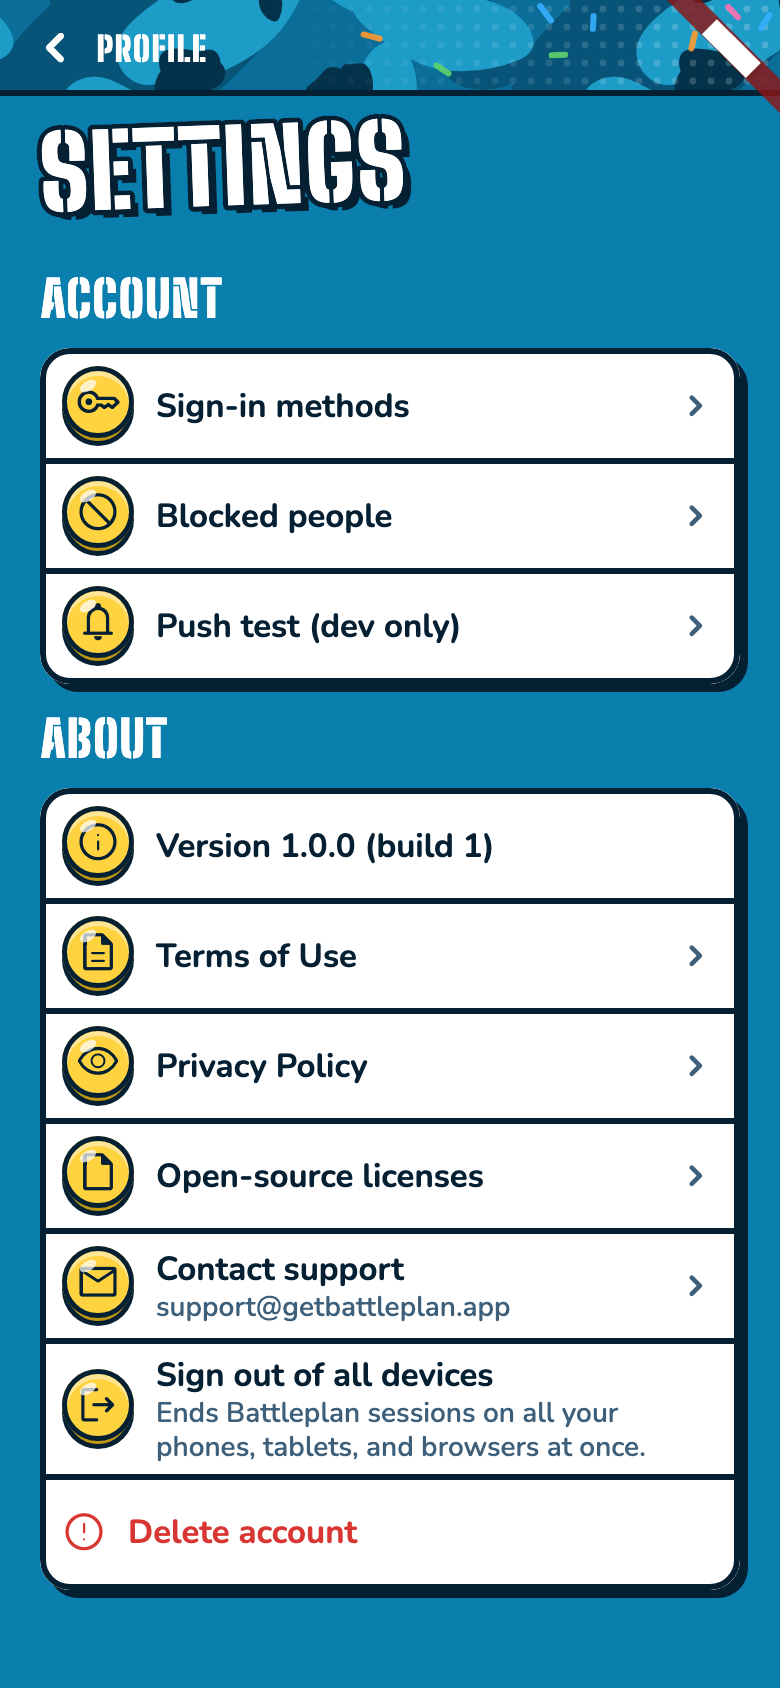 PROFILE
SETTINGS
ACCOUNT
Sign-in methods
Blocked people
Push test (dev only)
ABOUT
Version 1.0.0 (build 1)
Terms of Use
Privacy Policy
Open-source licenses
Contact support
support@getbattleplan.app
Sign out of all devices
Ends Battleplan sessions on all your
phones, tablets, and browsers at once.
Delete account